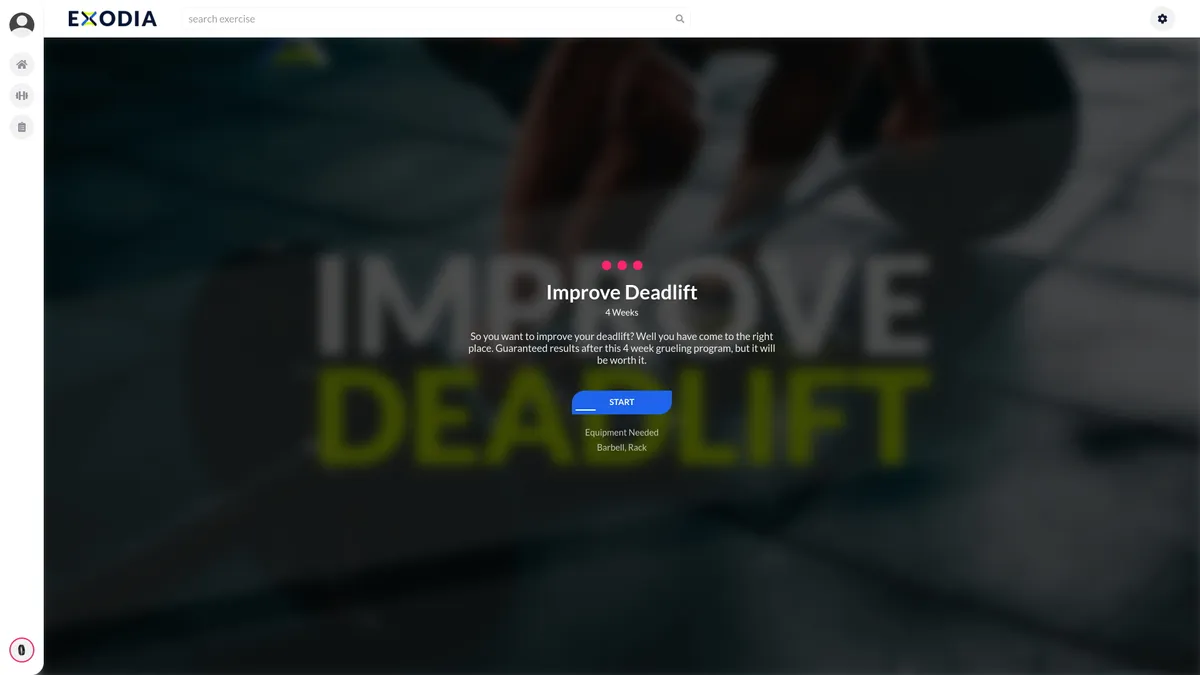 EXODIA
search exercise
IMPROVE
DEADLIFT
Improve Deadlift
4 Weeks
So you want to improve your deadlift? Well you have come to the right
place. Guaranteed results after this 4 week grueling program, but it will
be worth it.
START
Equipment Needed
Barbell, Rack